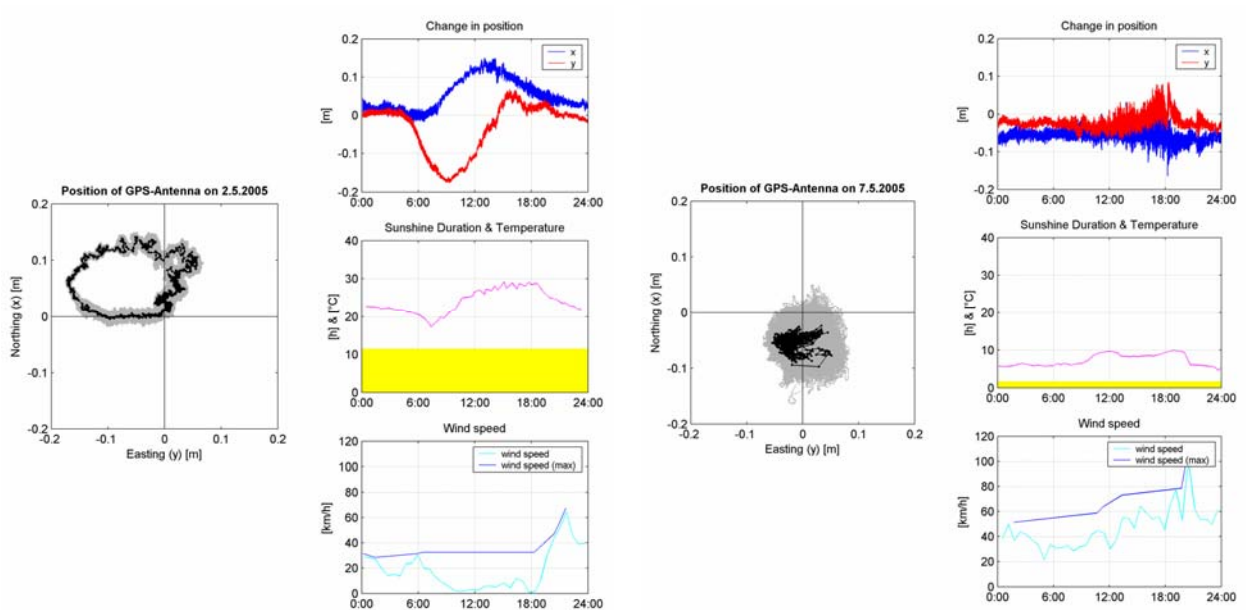 Change in position
0.2
x
y
0.1
[m]
0
-0.1
-0.2
0:00 6:00 12:00 18:00 24:00
Position of GPS-Antenna on 2.5.2005
0.2
0.1
Northing (x) [m]
0
-0.1
-0.2
-0.2 -0.1 0 0.1 0.2
Easting (y) [m]
Sunshine Duration & Temperature
40
30
[h] & [°C]
20
10
0
0:00 6:00 12:00 18:00 24:00
Wind speed
120
wind speed
wind speed (max)
100
80
[km/h]
60
40
20
0
0:00 6:00 12:00 18:00 24:00
Change in position
0.2
x
y
0.1
[m]
0
-0.1
-0.2
0:00 6:00 12:00 18:00 24:00
Position of GPS-Antenna on 7.5.2005
0.2
0.1
Northing (x) [m]
0
-0.1
-0.2
-0.2 -0.1 0 0.1 0.2
Easting (y) [m]
Sunshine Duration & Temperature
40
30
[h] & [°C]
20
10
0
0:00 6:00 12:00 18:00 24:00
Wind speed
120
wind speed
wind speed (max)
100
80
[km/h]
60
40
20
0
0:00 6:00 12:00 18:00 24:00